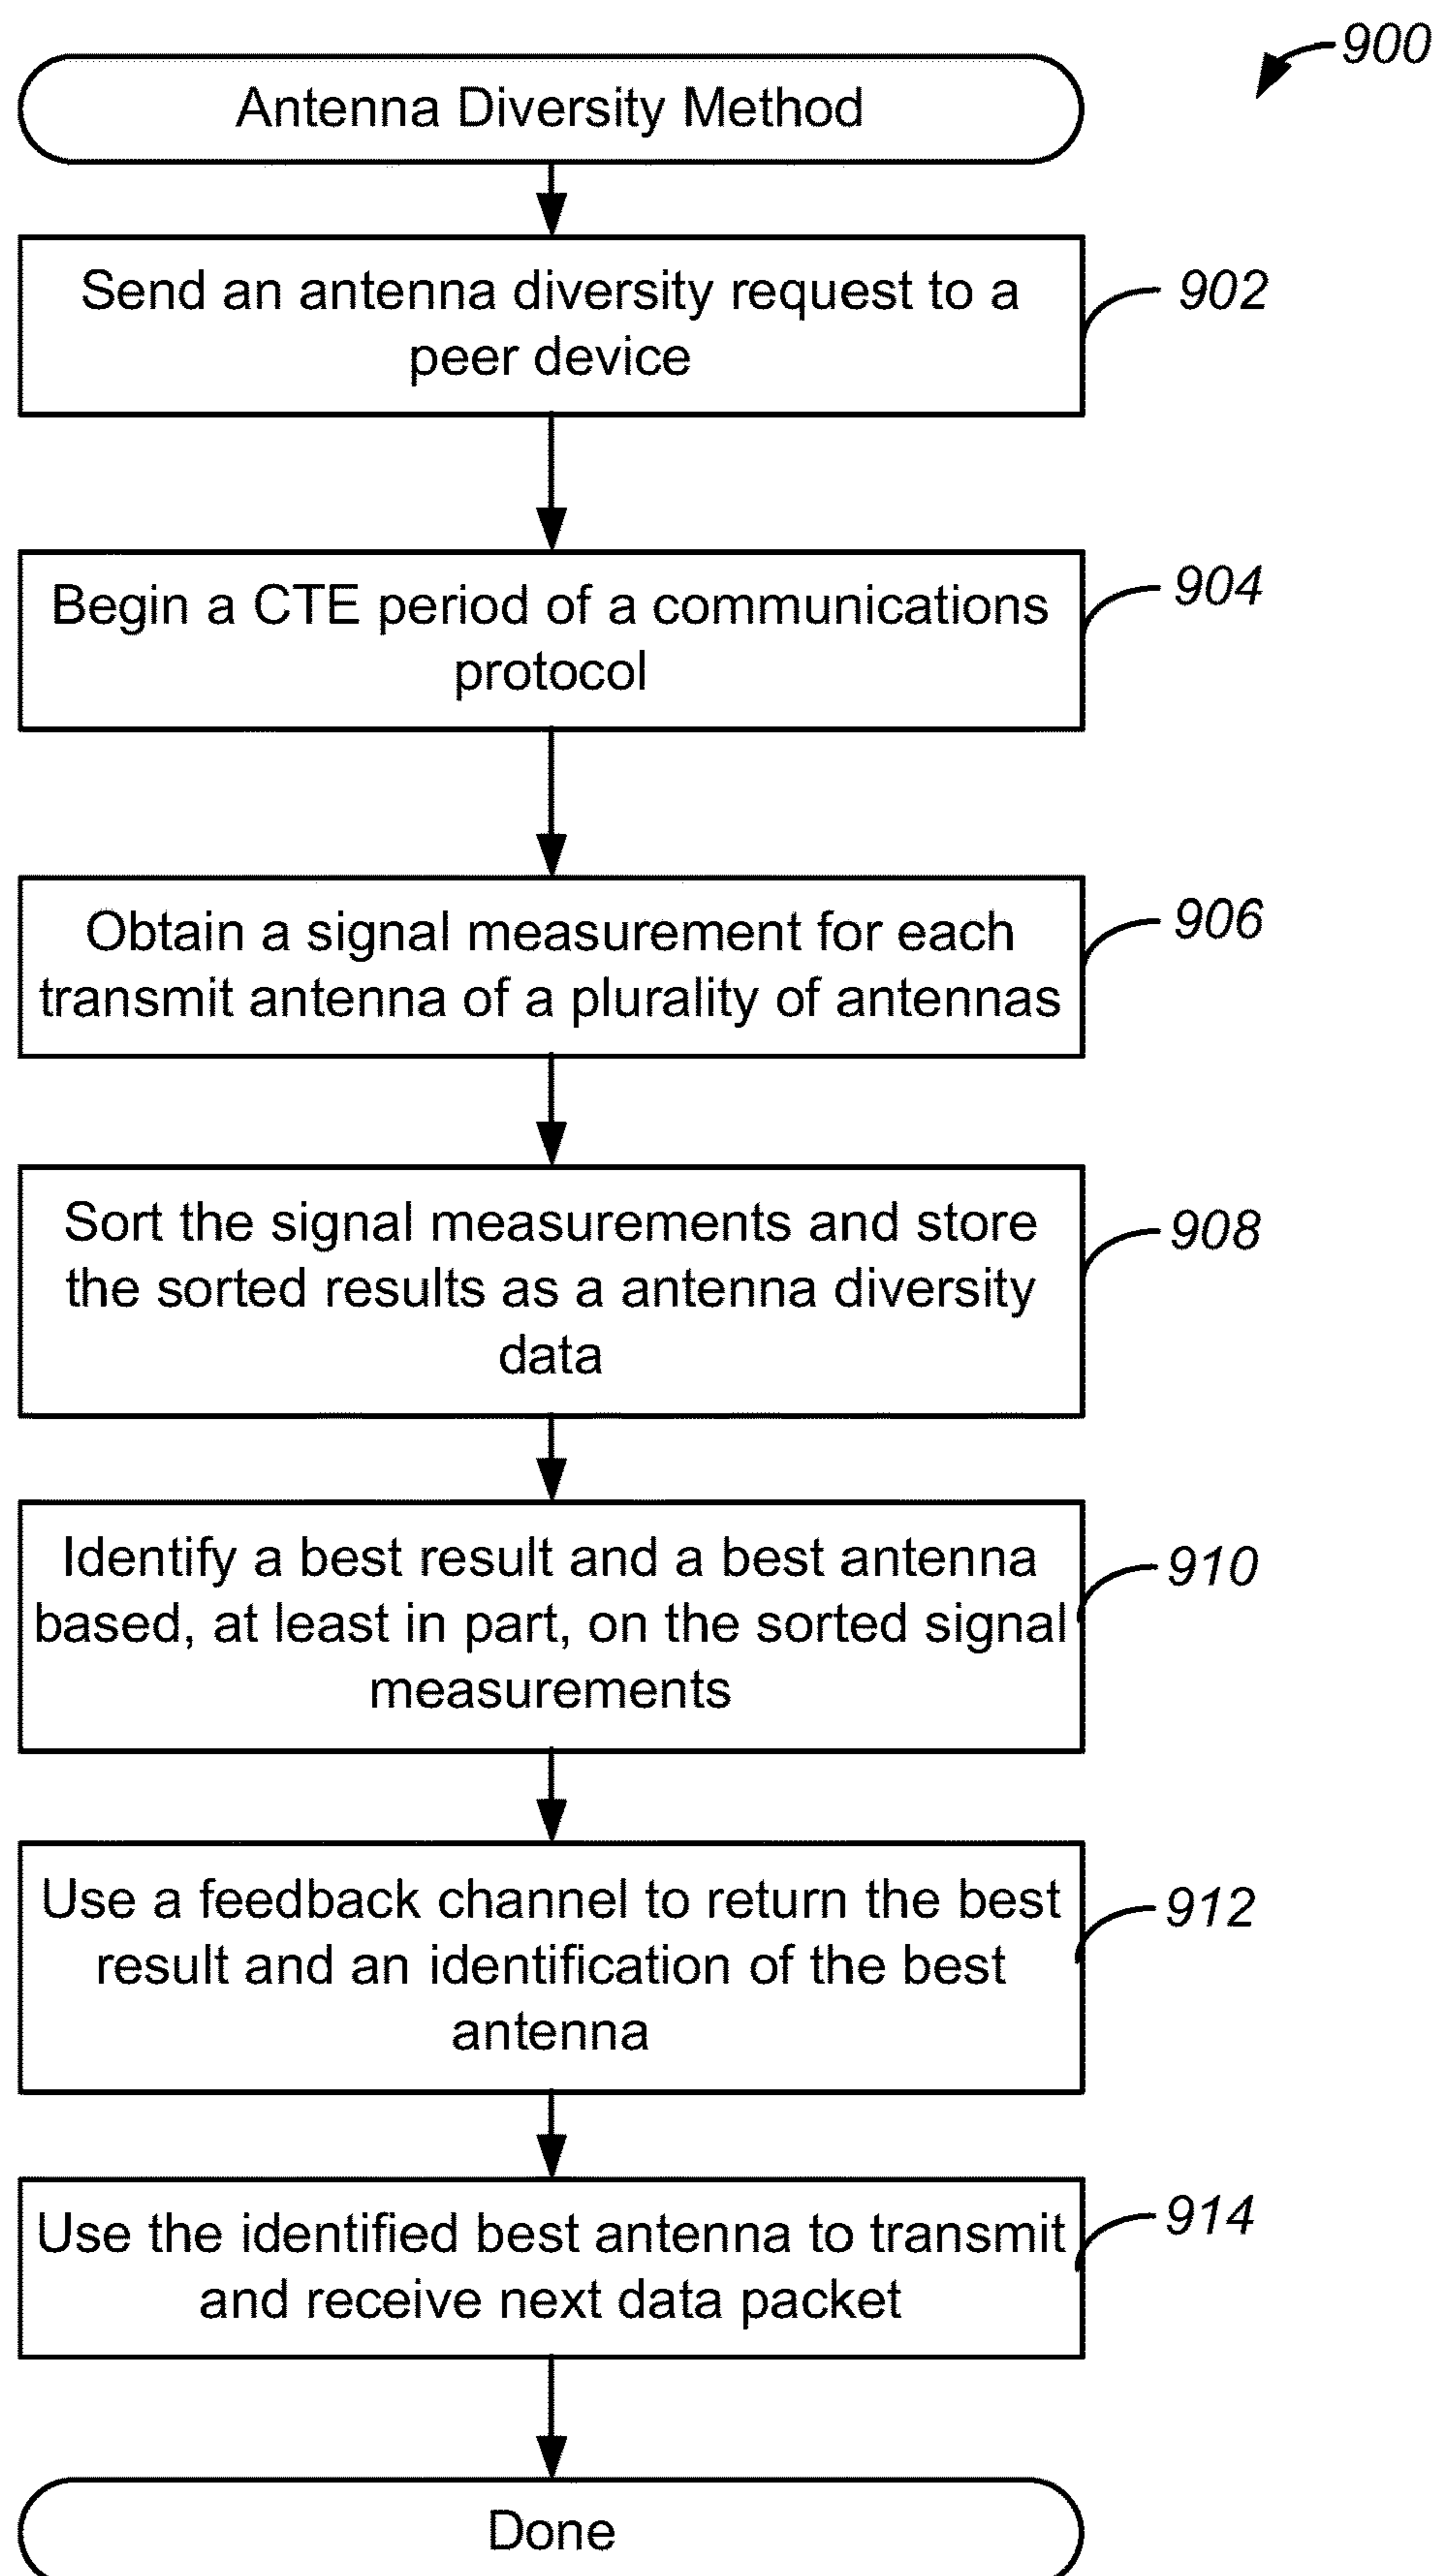 900
Antenna Diversity Method
Send an antenna diversity request to a
peer device
902
Begin a CTE period of a communications
protocol
904
Obtain a signal measurement for each
transmit antenna of a plurality of antennas
906
Sort the signal measurements and store
the sorted results as a antenna diversity
data
908
Identify a best result and a best antenna
based, at least in part, on the sorted signal
measurements
910
Use a feedback channel to return the best
result and an identification of the best
antenna
912
Use the identified best antenna to transmit
and receive next data packet
914
Done